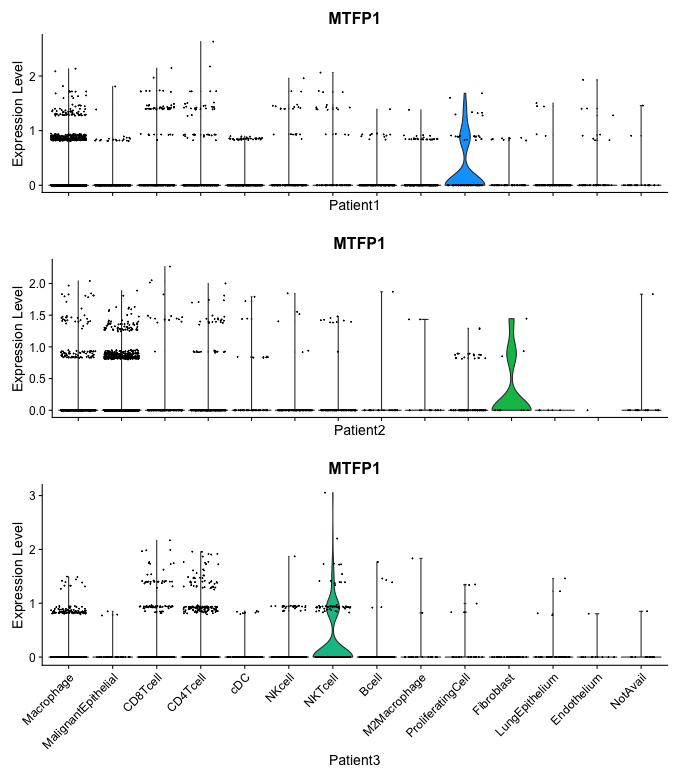 MTFP1
Expression Level
2
1
0
Patient1
MTFP1
Expression Level
2.0
1.5
1.0
0.5
0.0
Patient2
MTFP1
Expression Level
3
2
1
0
Macrophage
MalignantEpithelial
CD8Tcell
CD4Tcell
cDC
NKcell
NKTcell
Bcell
M2Macrophage
ProliferatingCell
Fibroblast
LungEpithelium
Endothelium
NotAvail
Patient3